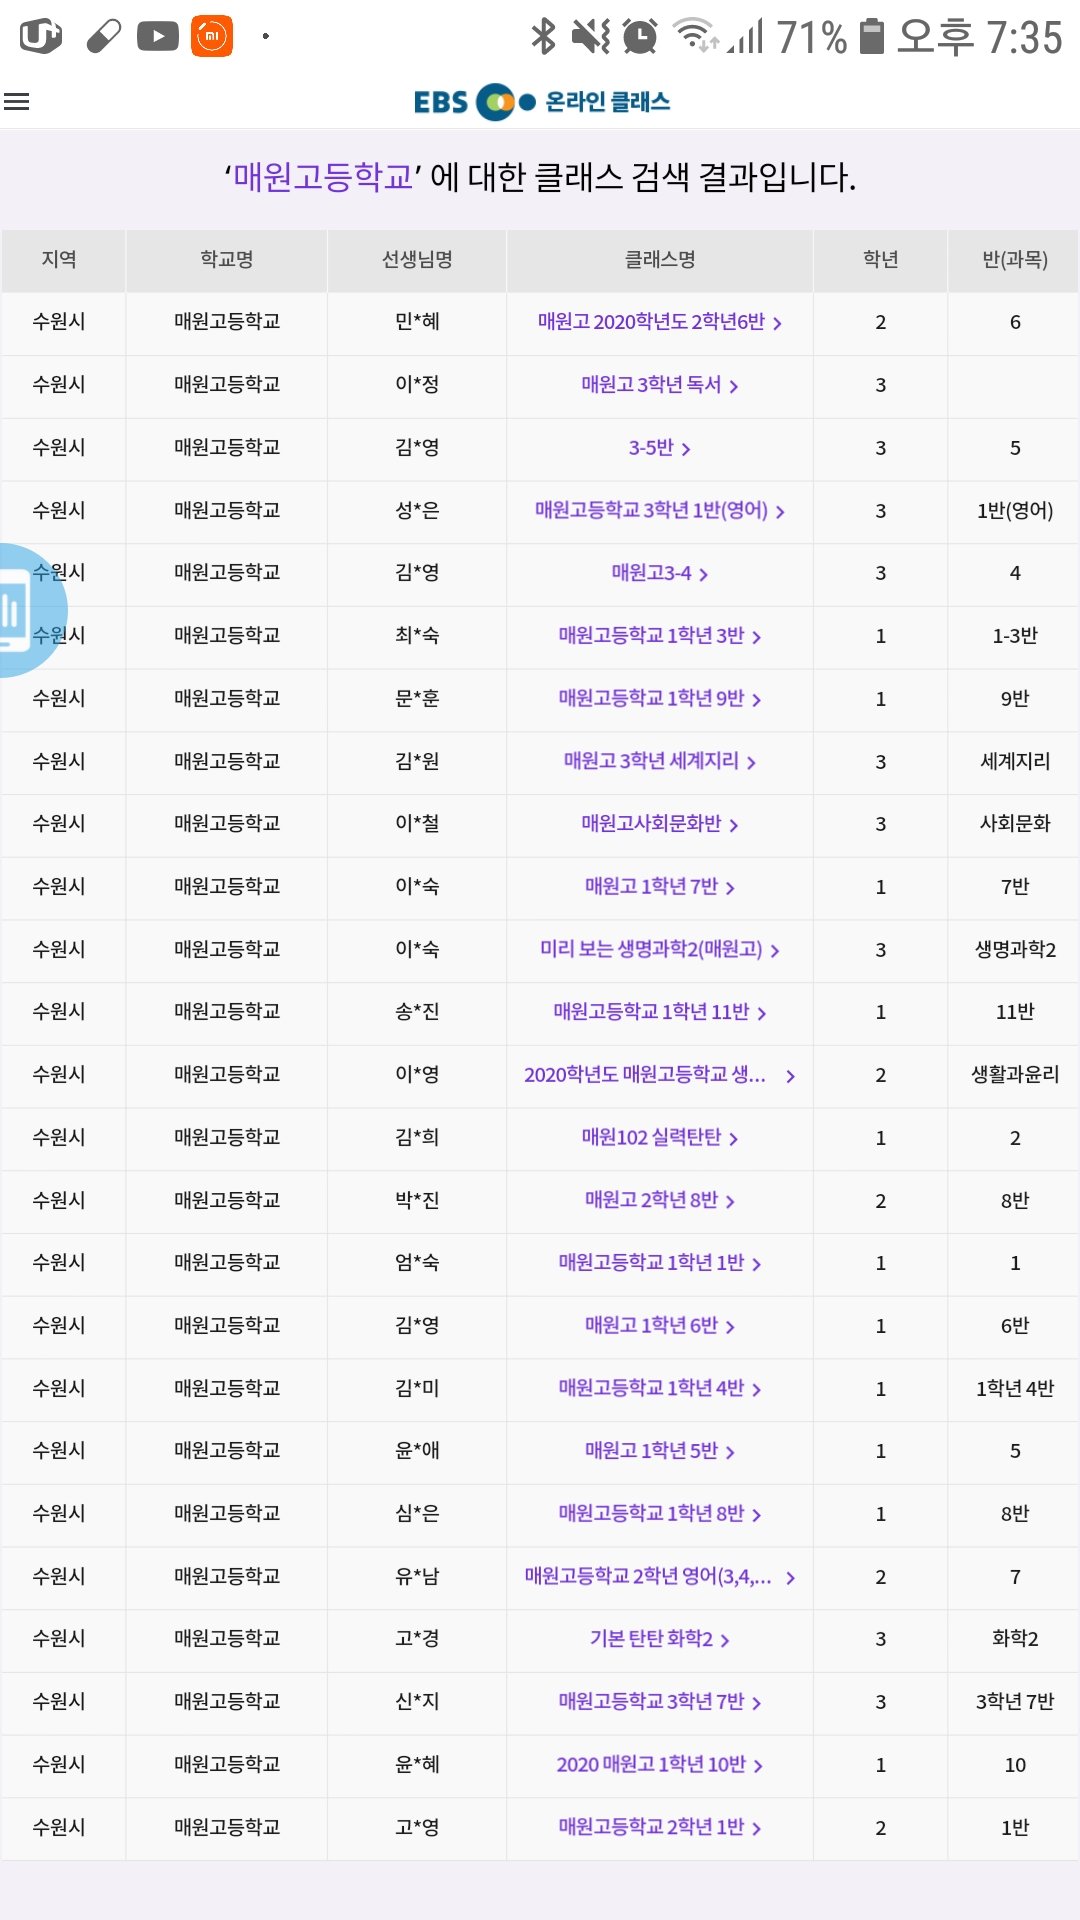 U+ mi 71% 오후 7:35
EBS 온라인 클래스
‘매원고등학교’ 에 대한 클래스 검색 결과입니다.
지역 학교명 선생님명 클래스명 학년 반(과목)
수원시 매원고등학교 민*혜 매원고 2020학년도 2학년6반 2 6
수원시 매원고등학교 이*정 매원고 3학년 독서 3
수원시 매원고등학교 김*영 3-5반 3 5
수원시 매원고등학교 성*은 매원고등학교 3학년 1반(영어) 3 1반(영어)
수원시 매원고등학교 김*영 매원고3-4 3 4
수원시 매원고등학교 최*숙 매원고등학교 1학년 3반 1 1-3반
수원시 매원고등학교 문*훈 매원고등학교 1학년 9반 1 9반
수원시 매원고등학교 김*원 매원고 3학년 세계지리 3 세계지리
수원시 매원고등학교 이*철 매원고사회문화반 3 사회문화
수원시 매원고등학교 이*숙 매원고 1학년 7반 1 7반
수원시 매원고등학교 이*숙 미리 보는 생명과학2(매원고) 3 생명과학2
수원시 매원고등학교 송*진 매원고등학교 1학년 11반 1 11반
수원시 매원고등학교 이*영 2020학년도 매원고등학교 생... 2 생활과윤리
수원시 매원고등학교 김*희 매원102 실력탄탄 1 2
수원시 매원고등학교 박*진 매원고 2학년 8반 2 8반
수원시 매원고등학교 엄*숙 매원고등학교 1학년 1반 1 1
수원시 매원고등학교 김*영 매원고 1학년 6반 1 6반
수원시 매원고등학교 김*미 매원고등학교 1학년 4반 1 1학년 4반
수원시 매원고등학교 윤*애 매원고 1학년 5반 1 5
수원시 매원고등학교 심*은 매원고등학교 1학년 8반 1 8반
수원시 매원고등학교 유*남 매원고등학교 2학년 영어(3,4,... 2 7
수원시 매원고등학교 고*경 기본 탄탄 화학2 3 화학2
수원시 매원고등학교 신*지 매원고등학교 3학년 7반 3 3학년 7반
수원시 매원고등학교 윤*혜 2020 매원고 1학년 10반 1 10
수원시 매원고등학교 고*영 매원고등학교 2학년 1반 2 1반